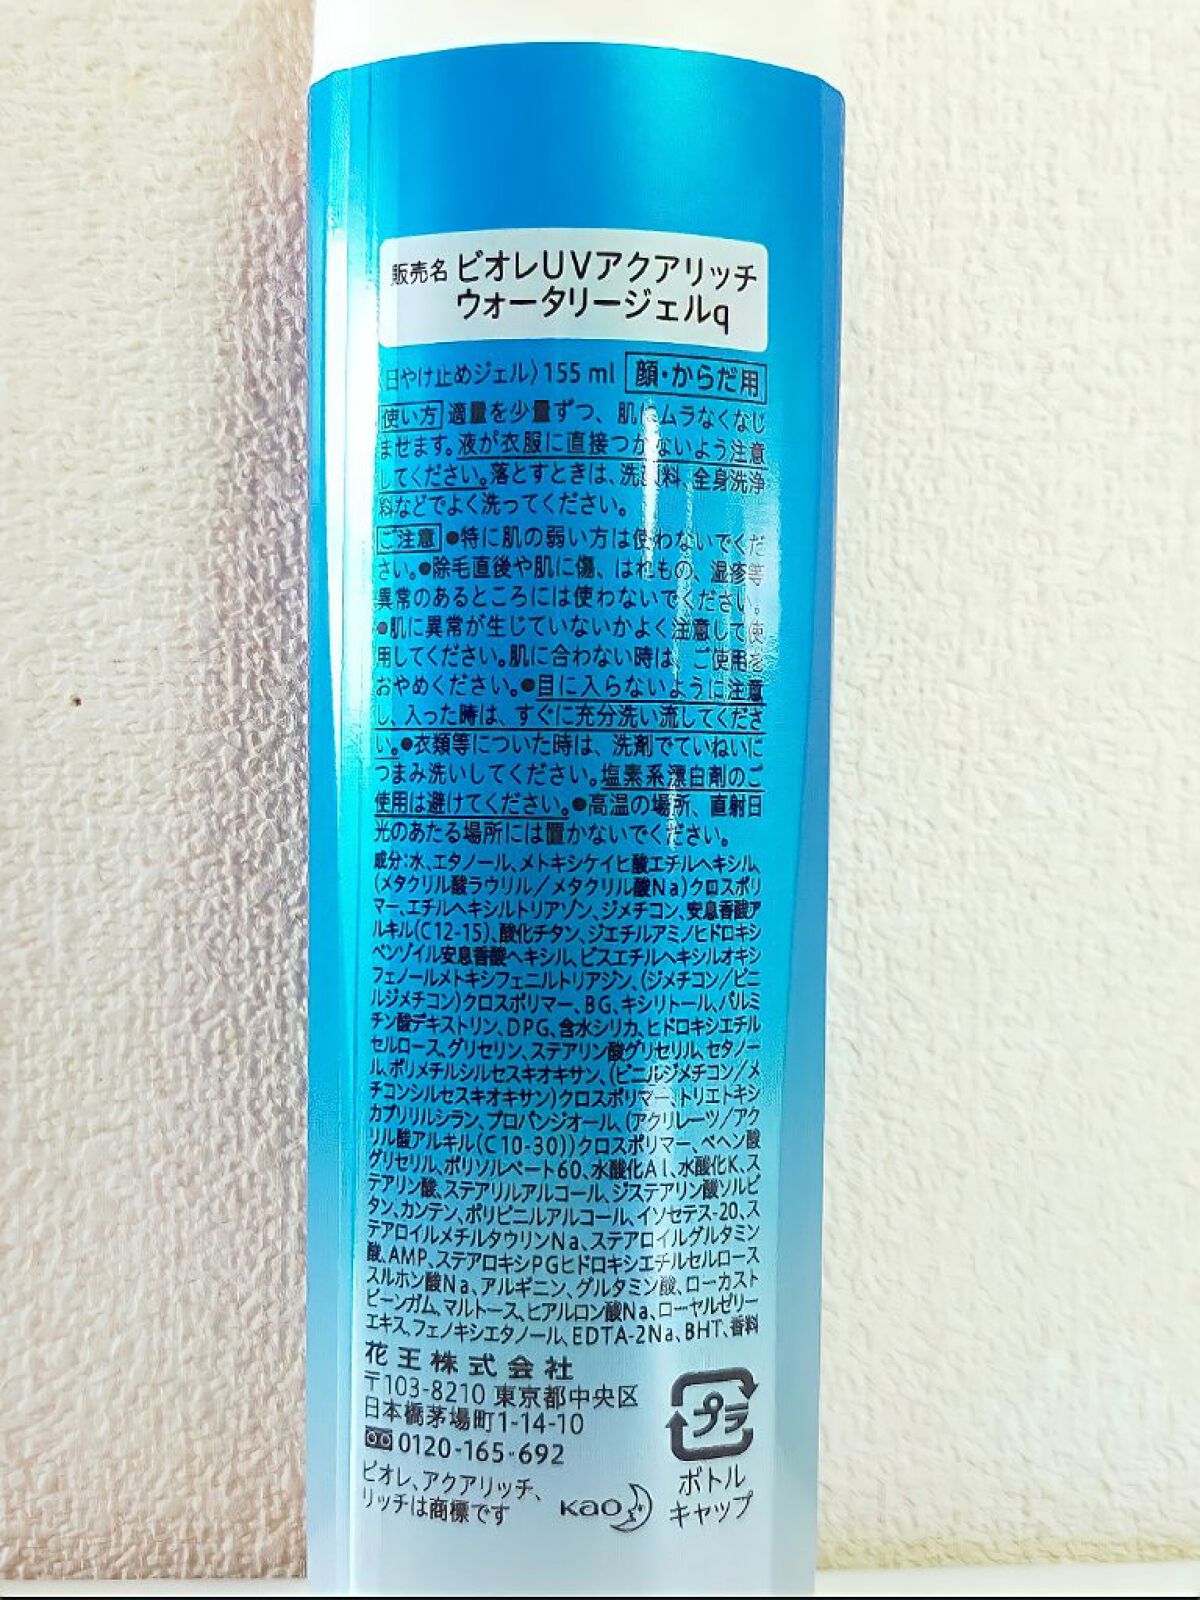 販売名 ビオレUVアクアリッチ
ウォータリージェルq
〈日やけ止めジェル〉155 ml 顔・からだ用
使い方 適量を少量ずつ、肌にムラなくなじ
ませます。液が衣服に直接つかないよう注意
してください。落とすときは、洗顔料、全身洗浄
料などでよく洗ってください。
ご注意 ●特に肌の弱い方は使わないでくだ
さい。●除毛直後や肌に傷、はれもの、湿疹等
異常のあるところには使わないでください。
●肌に異常が生じていないかよく注意して使
用してください。肌に合わない時は、ご使用を
おやめください。●目に入らないように注意
し、入った時は、すぐに充分洗い流してくださ
い。●衣類等についた時は、洗剤でていねいに
つまみ洗いしてください。塩素系漂白剤のご
使用は避けてください。●高温の場所、直射日
光のあたる場所には置かないでください。
成分：水、エタノール、メトキシケイヒ酸エチルヘキシル、
（メタクリル酸ラウリル／メタクリル酸Na）クロスポリ
マー、エチルヘキシルトリアゾン、ジメチコン、安息香酸ア
ルキル（C12-15）、酸化チタン、ジエチルアミノヒドロキシ
ベンゾイル安息香酸ヘキシル、ビスエチルヘキシルオキシ
フェノールメトキシフェニルトリアジン、（ジメチコン／ビニ
ルジメチコン）クロスポリマー、BG、キシリトール、パルミ
チン酸デキストリン、DPG、含水シリカ、ヒドロキシエチル
セルロース、グリセリン、ステアリン酸グリセリル、セタノー
ル、ポリメチルシルセスキオキサン、（ビニルジメチコン／メ
チコンシルセスキオキサン）クロスポリマー、トリエトキシ
カプリリルシラン、プロパンジオール、（アクリレーツ／アク
リル酸アルキル（C10-30））クロスポリマー、ベヘン酸
グリセリル、ポリソルベート60、水酸化Al、水酸化K、ス
テアリン酸、ステアリルアルコール、ジステアリン酸ソルビ
タン、カンテン、ポリビニルアルコール、イソセテス-20、ス
テアロイルメチルタウリンNa、ステアロイルグルタミン
酸、AMP、ステアロキシPGヒドロキシエチルセルロース
スルホン酸Na、アルギニン、グルタミン酸、ローカスト
ビーンガム、マルトース、ヒアルロン酸Na、ローヤルゼリー
エキス、フェノキシエタノール、EDTA-2Na、BHT、香料
花王株式会社
〒103-8210 東京都中央区
日本橋茅場町1-14-10
0120-165-692
ビオレ、アクアリッチ、
リッチは商標です
Kao
プラ
ボトル
キャップ